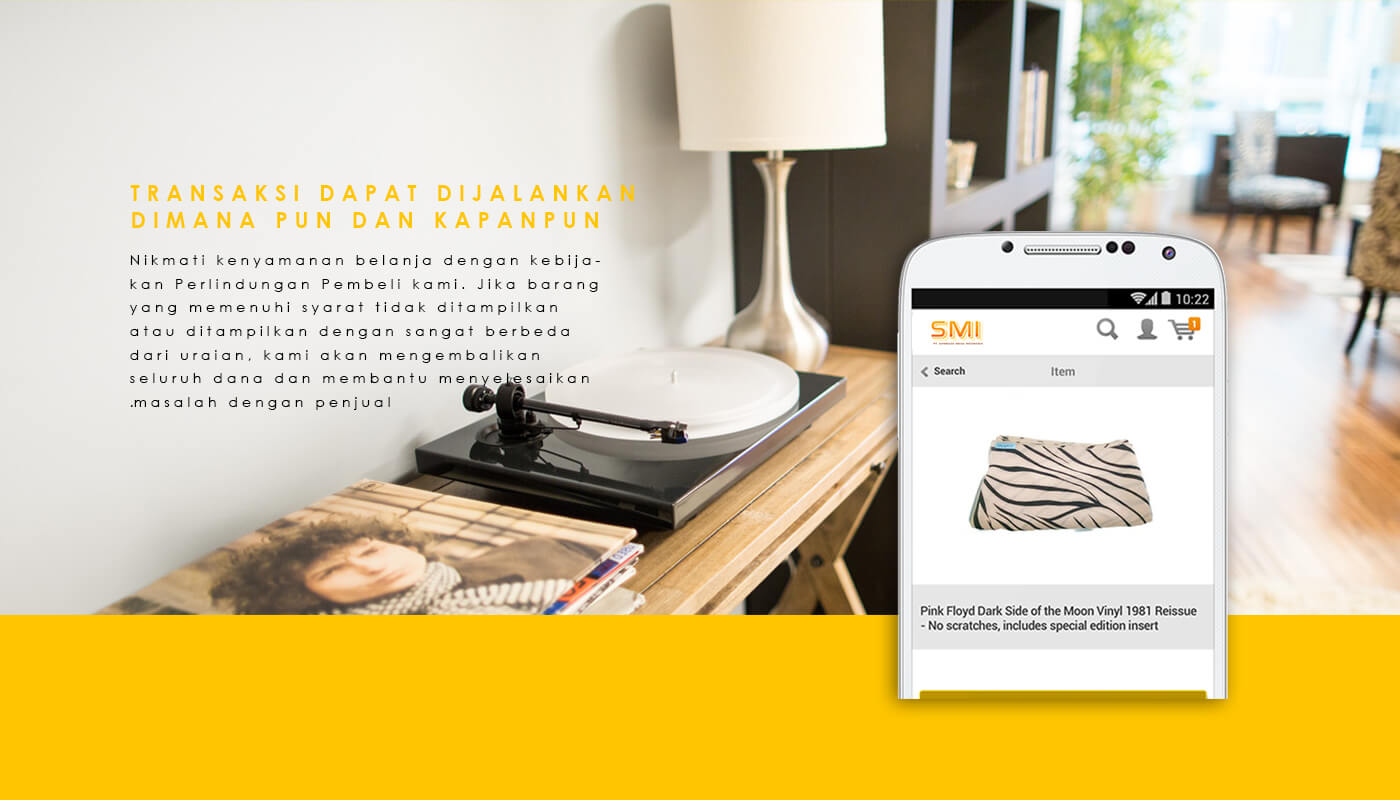 TRANSAKSI DAPAT DIJALANKAN
DIMANA PUN DAN KAPANPUN
Nikmati kenyamanan belanja dengan kebija-
kan Perlindungan Pembeli kami. Jika barang
yang memenuhi syarat tidak ditampilkan
atau ditampilkan dengan sangat berbeda
dari uraian, kami akan mengembalikan
seluruh dana dan membantu menyelesaikan
.masalah dengan penjual
10:22
SMI
1
Search
Item
Pink Floyd Dark Side of the Moon Vinyl 1981 Reissue
- No scratches, includes special edition insert